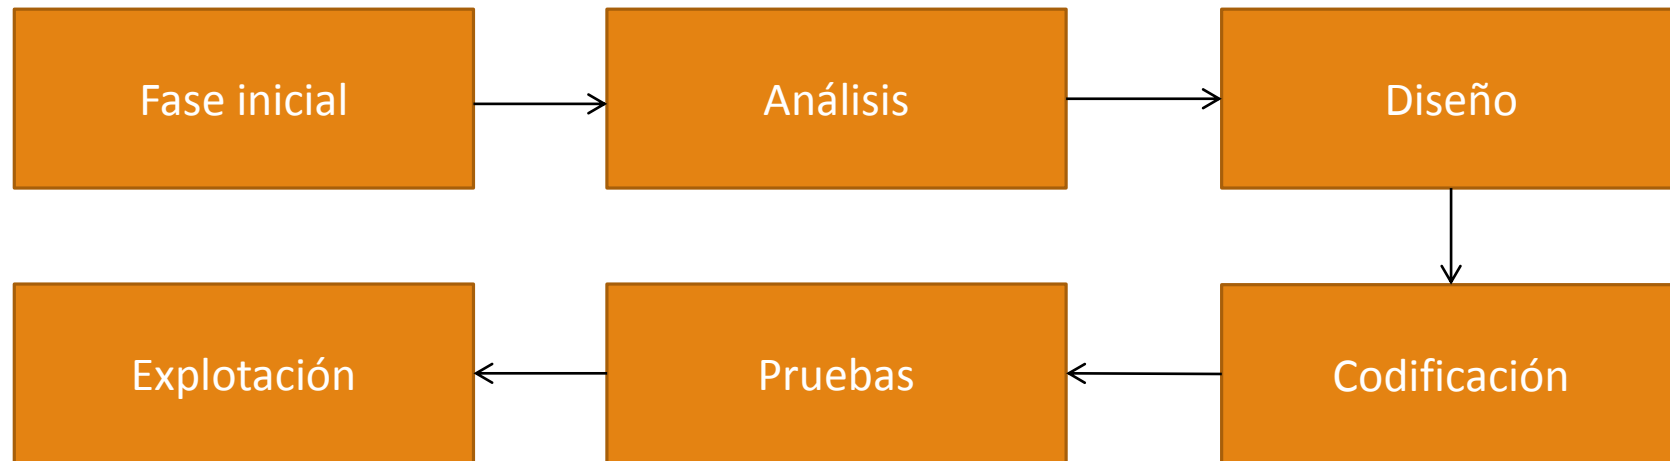 Fase inicial
Análisis
Diseño
Explotación
Pruebas
Codificación